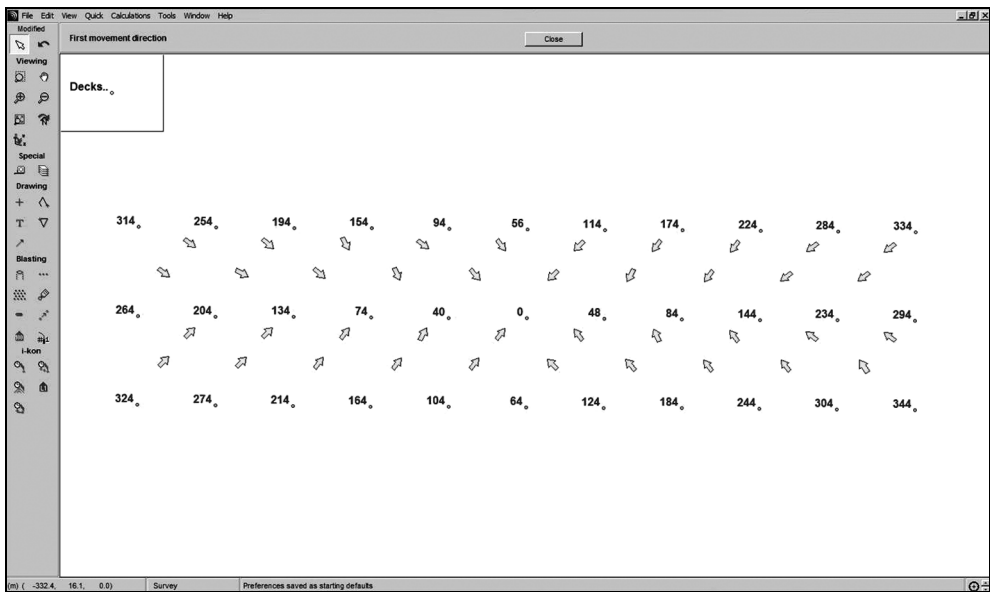 File Edit View Quick Calculations Tools Window Help
Modified
First movement direction
Close
Viewing
Decks..
Special
Drawing
T
Blasting
#1
i-kon
314 254 194 154 94 56 114 174 224 284 334
264 204 134 74 40 0 48 84 144 234 294
324 274 214 164 104 64 124 184 244 304 344
(m) ( -332.4, 16.1, 0.0) Survey Preferences saved as starting defaults